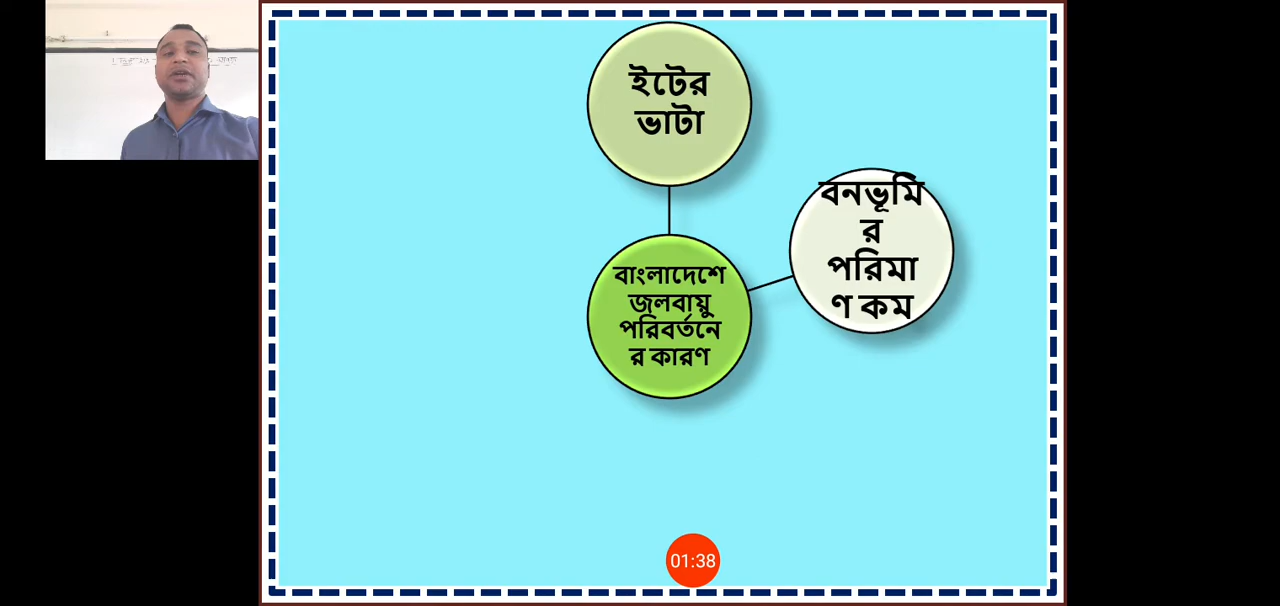 ইটের
ভাটা
বনভূমি
র
পরিমা
ণ কম
বাংলাদেশে
জলবায়ু
পরিবর্তনে
র কারণ
01:38